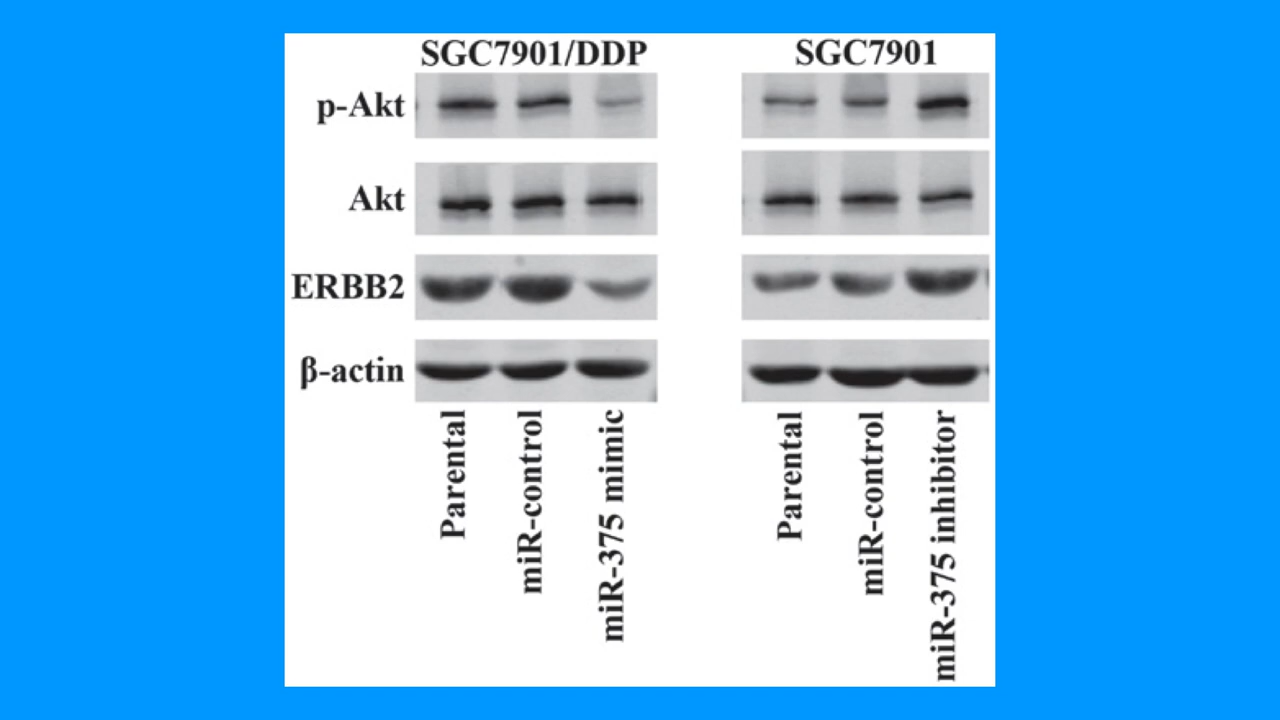 SGC7901/DDP
SGC7901
p-Akt
Akt
ERBB2
β-actin
Parental
miR-control
miR-375 mimic
Parental
miR-control
miR-375 inhibitor